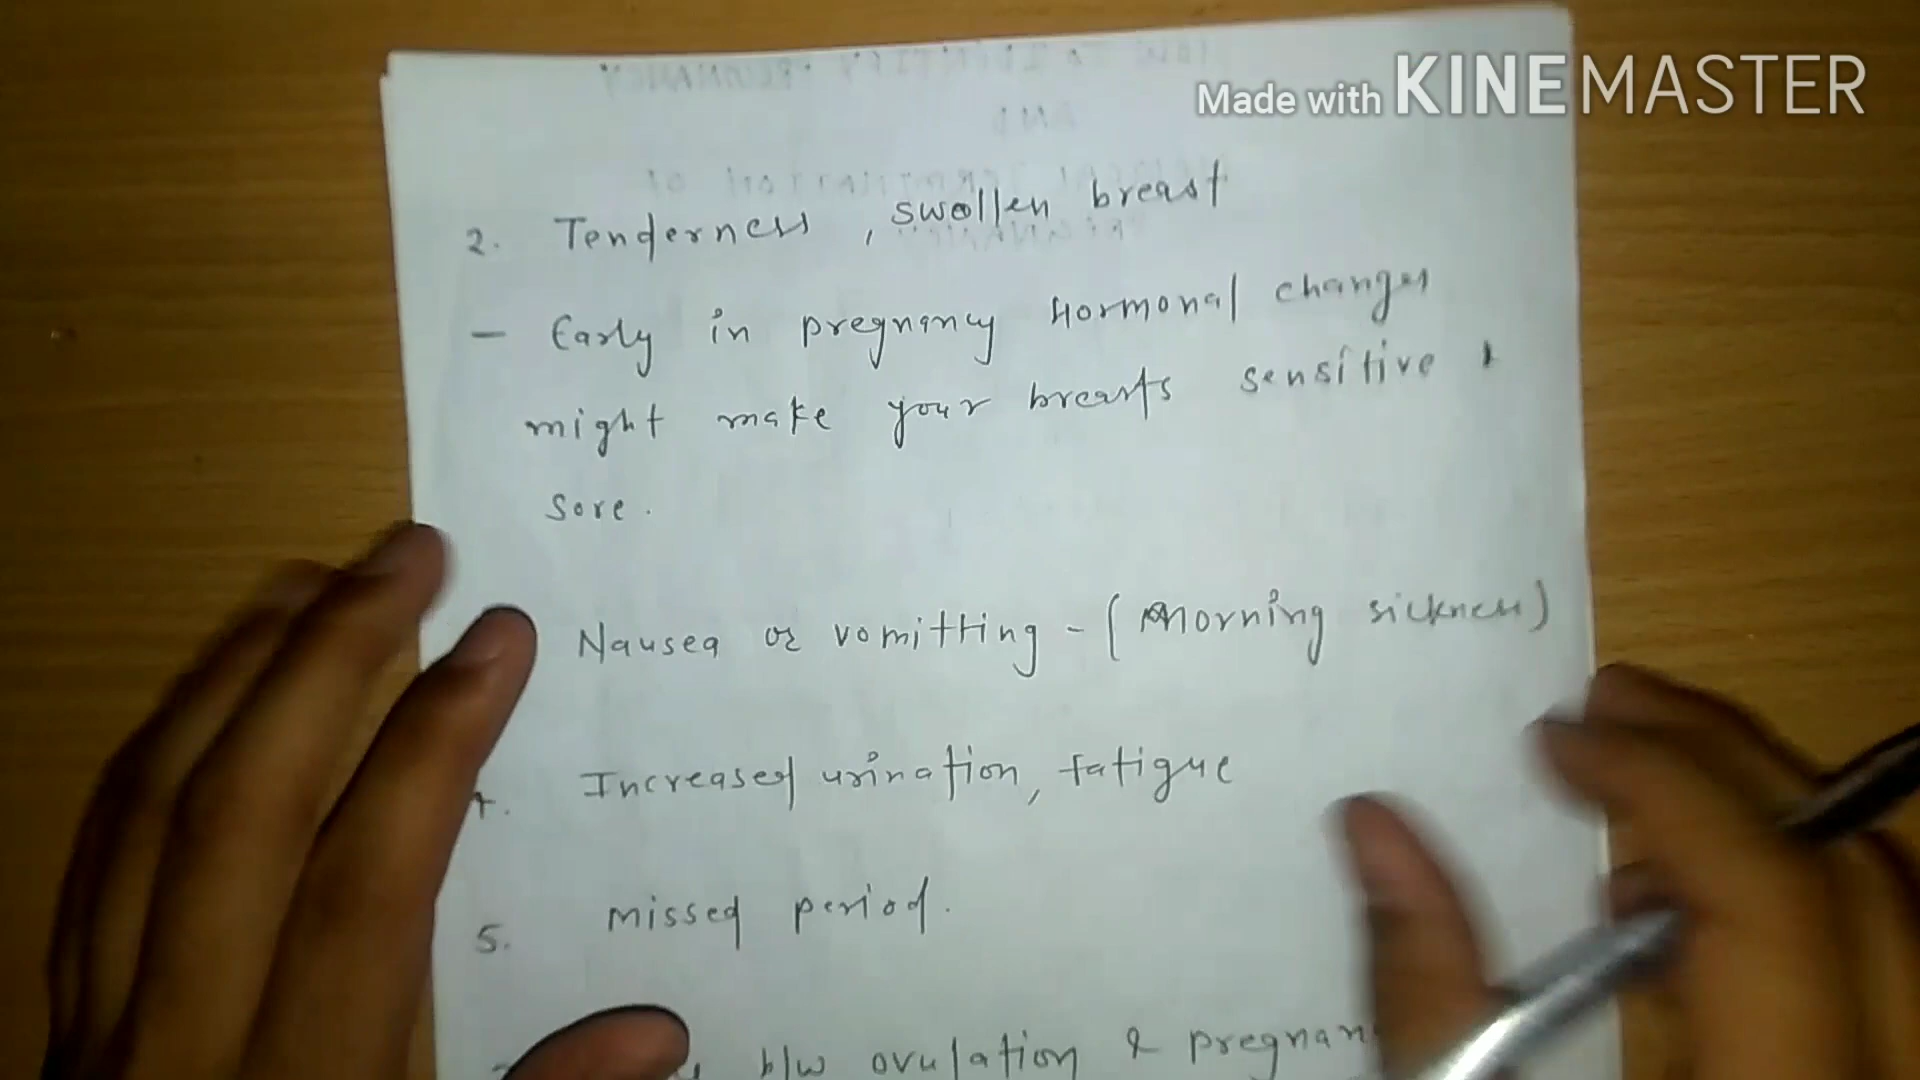 Made with KINEMASTER
2. Tenderness, swollen breast
- Early in pregnancy Hormonal changes
might make your breasts sensitive &
sore.
Nausea or vomitting - (Morning sickness)
4. Increased urination, fatigue
5. missed period.
b/w ovulation & pregnan